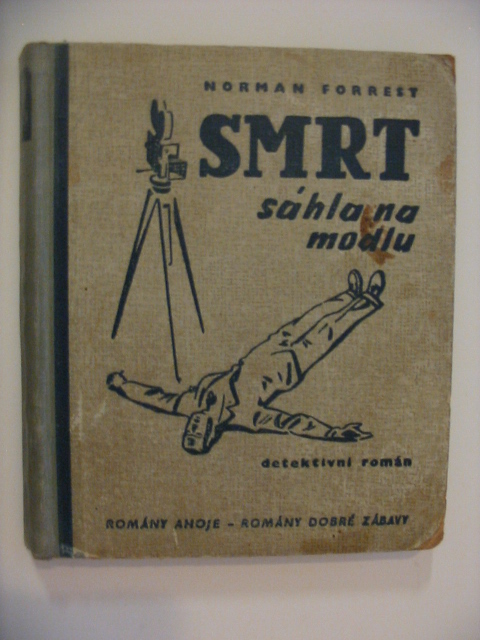 NORMAN FORREST
SMRT
sáhla na
modlu
detektivní román
ROMÁNY AHOJE - ROMÁNY DOBRÉ ZÁBAVY